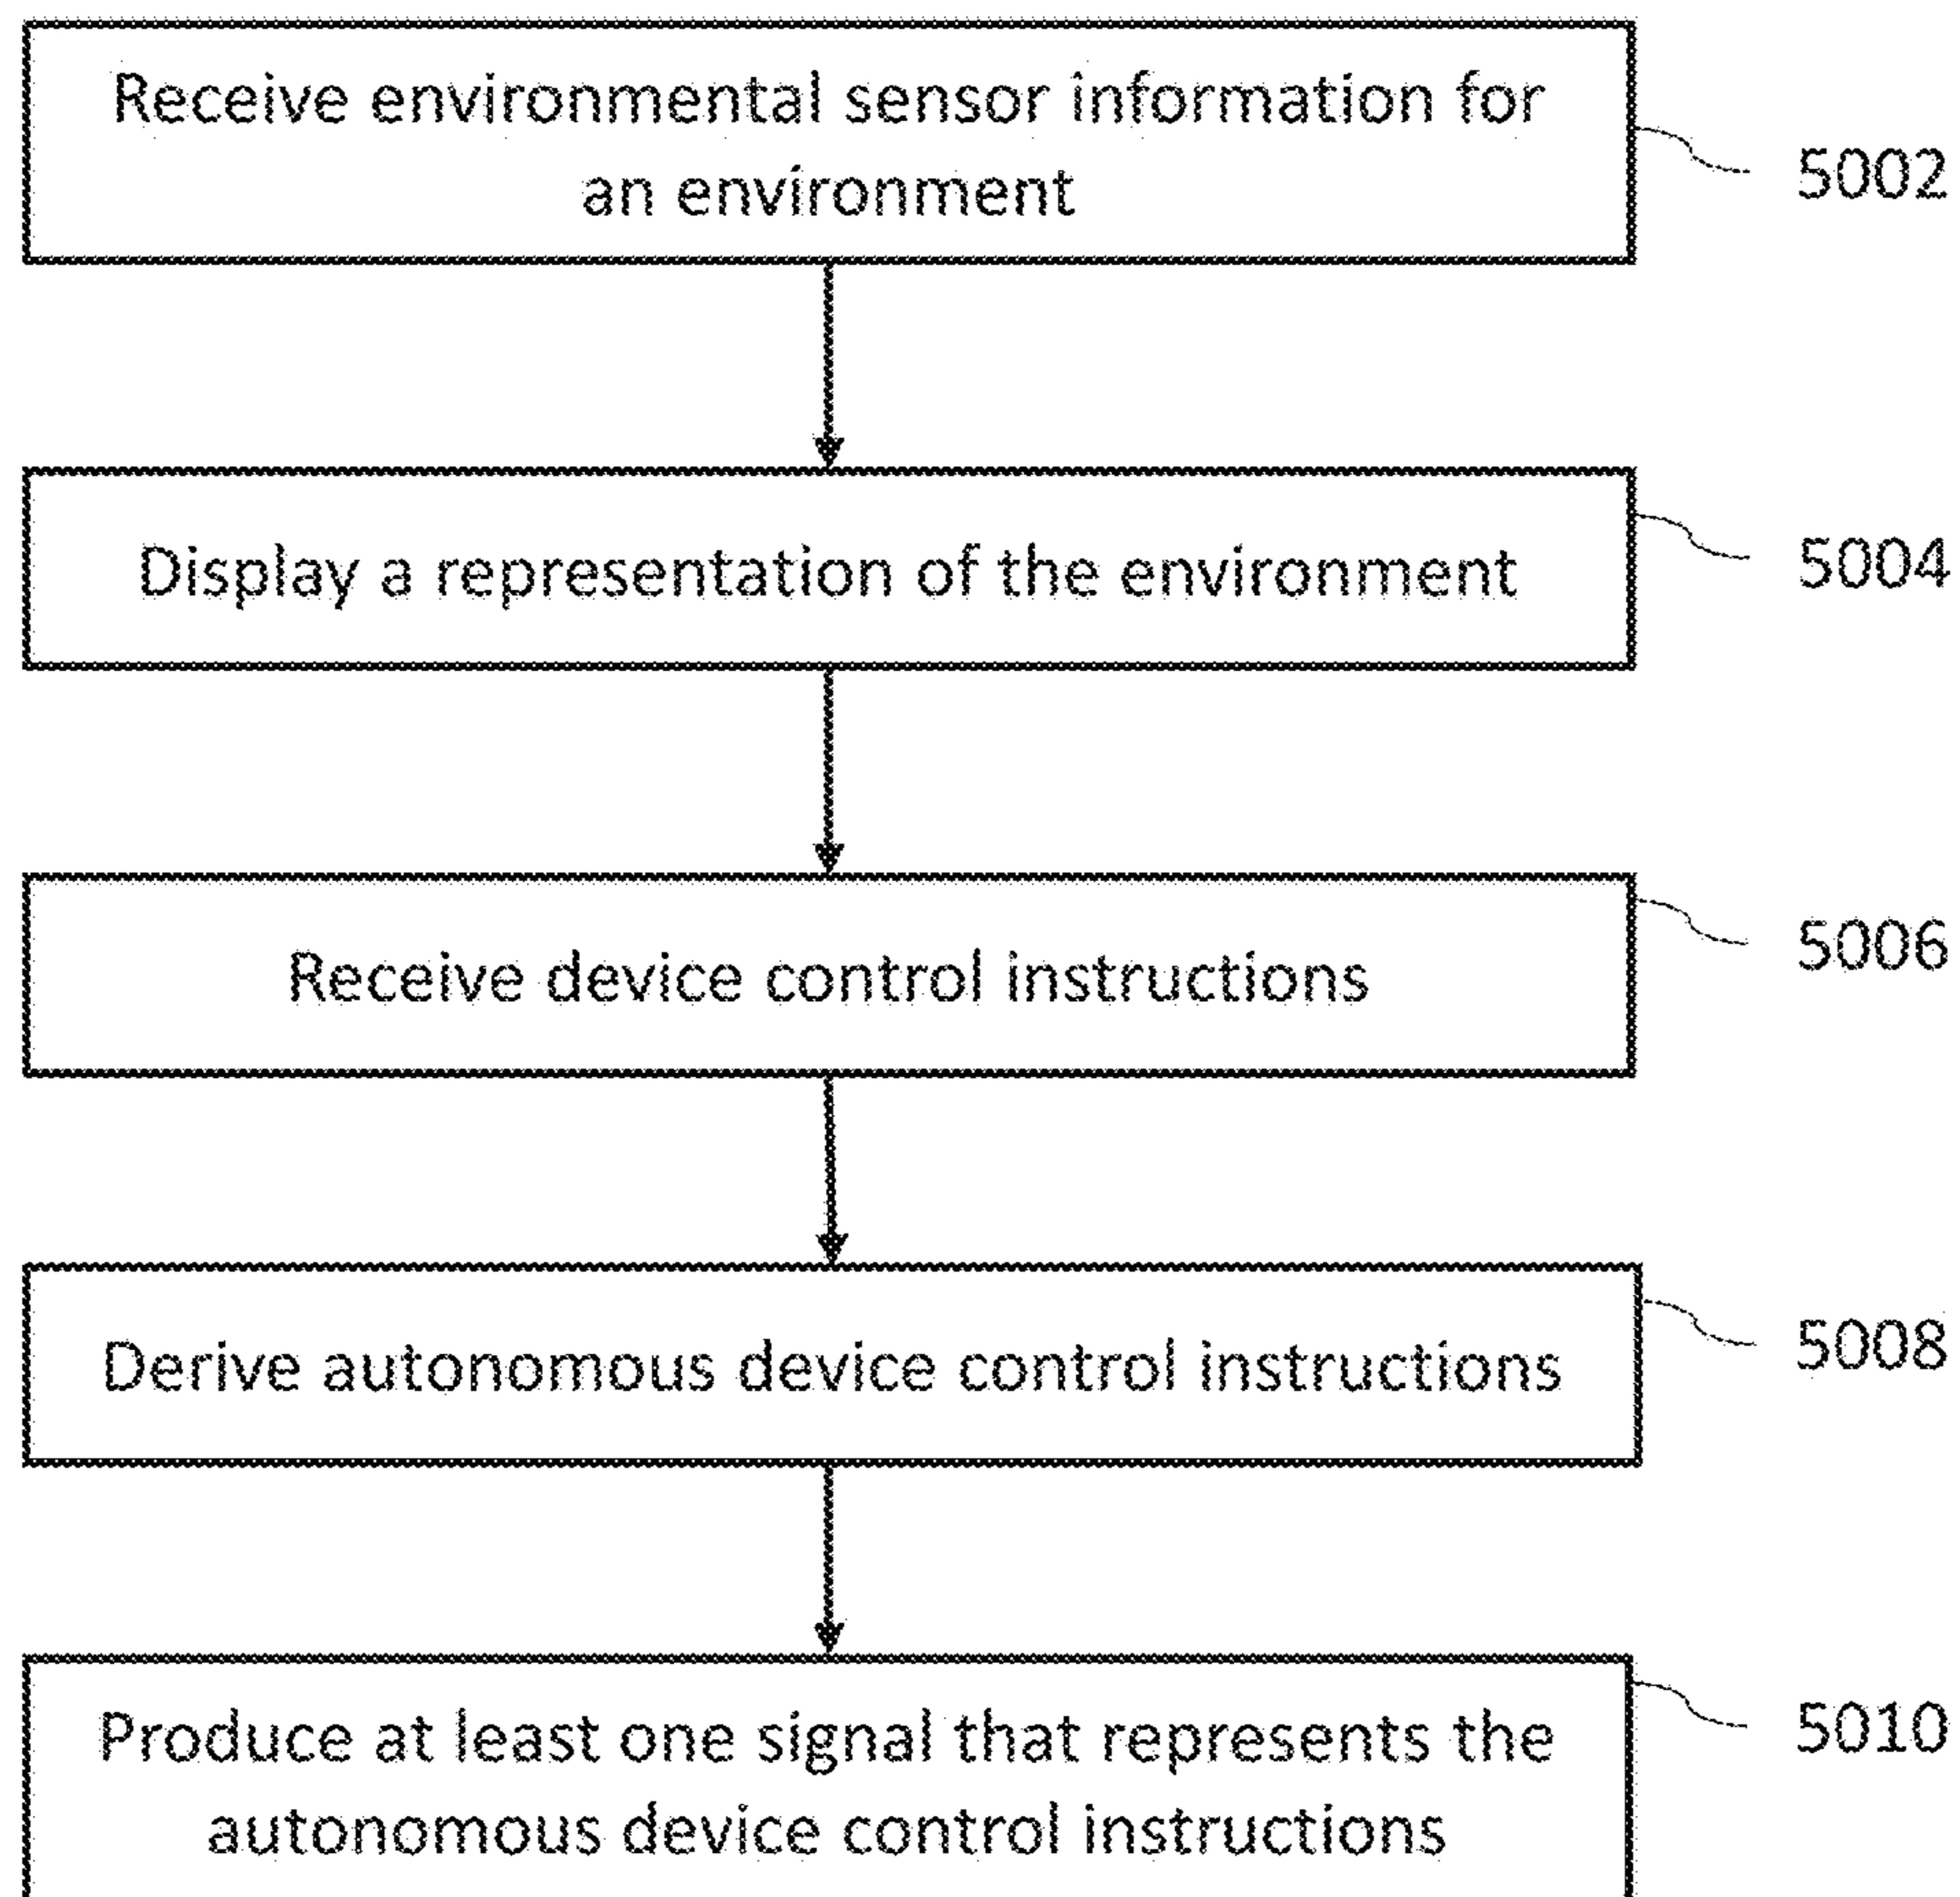 Receive environmental sensor information for
an environment
5002
Display a representation of the environment
5004
Receive device control instructions
5006
Derive autonomous device control instructions
5008
Produce at least one signal that represents the
autonomous device control instructions
5010